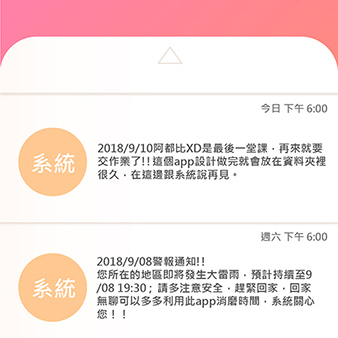 今日 下午 6:00
系統
2018/9/10阿都比XD是最後一堂課，再來就要
交作業了!!這個app設計做完就會放在資料夾裡
很久，在這邊跟系統說再見。
週六 下午 6:00
系統
2018/9/08警報通知!!
您所在的地區即將發生大雷雨，預計持續至9
/08 19:30；請多注意安全，趕緊回家，回家
無聊可以多多利用此app消磨時間，系統關心
您！！